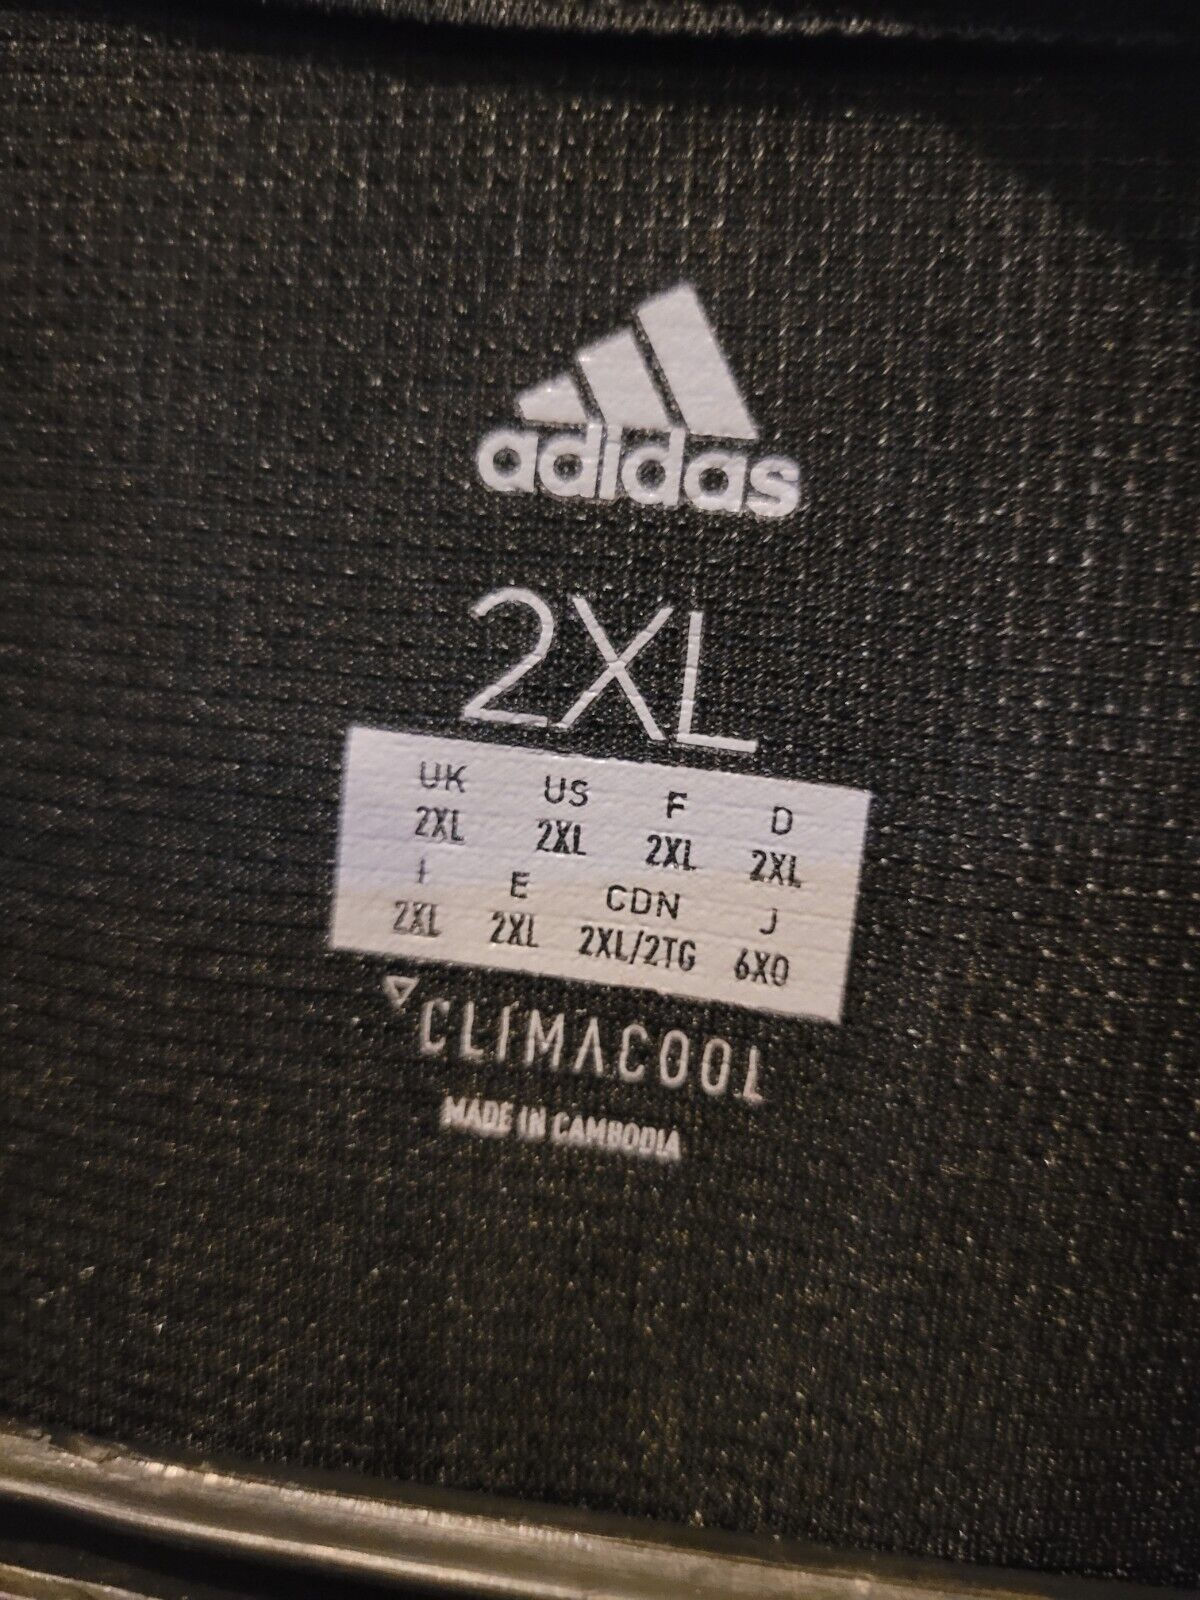 adidas
2XL
UK US F D
2XL 2XL 2XL 2XL
I E CDN J
2XL 2XL 2XL/2TG 6XO
CLIMACOOL
MADE IN CAMBODIA